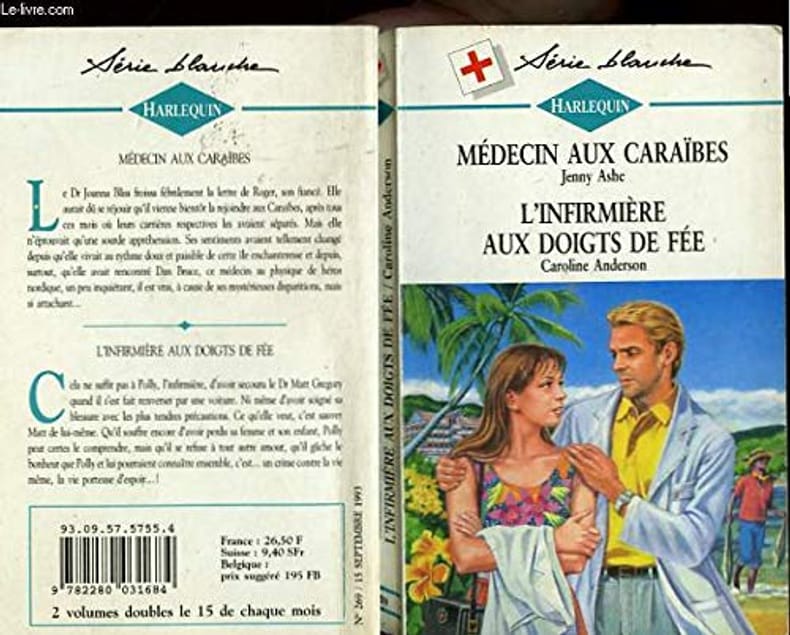 Le-livre.com
Série blanche
HARLEQUIN
MÉDECIN AUX CARAÏBES
Le Dr Joanna Bliss froissa fébrilement la lettre de Roger, son fiancé. Elle
aurait dû se réjouir qu'il vienne bientôt la rejoindre aux Caraïbes, après tous
ces mois où leurs carrières respectives les avaient séparés. Mais elle
n'éprouvait qu'une sourde appréhension. Ses sentiments avaient tellement changé
depuis qu'elle vivait au rythme doux et paisible de cette île enchanteresse et depuis,
surtout, qu'elle avait rencontré Dan Bruce, ce médecin au physique de héros
nordique, un peu inquiétant, il est vrai, à cause de ses mystérieuses disparitions, mais
si attachant...
L'INFIRMIÈRE AUX DOIGTS DE FÉE
Cela ne suffit pas à Polly, l'infirmière, d'avoir secouru le Dr Matt Gregory
quand il s'est fait renverser par une voiture. Ni même d'avoir soigné sa
blessure avec les plus tendres précautions. Ce qu'elle veut, c'est sauver
Matt de lui-même. Qu'il souffre encore d'avoir perdu sa femme et son enfant, Polly
peut certes le comprendre, mais qu'il se refuse à tout autre amour, qu'il gâche le
bonheur que Polly et lui pourraient connaître ensemble, c'est... un crime contre la vie
même, la vie porteuse d'espoir...!
93.09.57.5755.4
9 782280 031684
France : 26,50 F
Suisse : 9,40 SFr
Belgique :
prix suggéré 195 FB
2 volumes doubles le 15 de chaque mois
L'INFIRMIÈRE AUX DOIGTS DE FÉE / Caroline Anderson
N° 269 / 15 SEPTEMBRE 1993
Série blanche
HARLEQUIN
MÉDECIN AUX CARAÏBES
Jenny Ashe
L'INFIRMIÈRE
AUX DOIGTS DE FÉE
Caroline Anderson